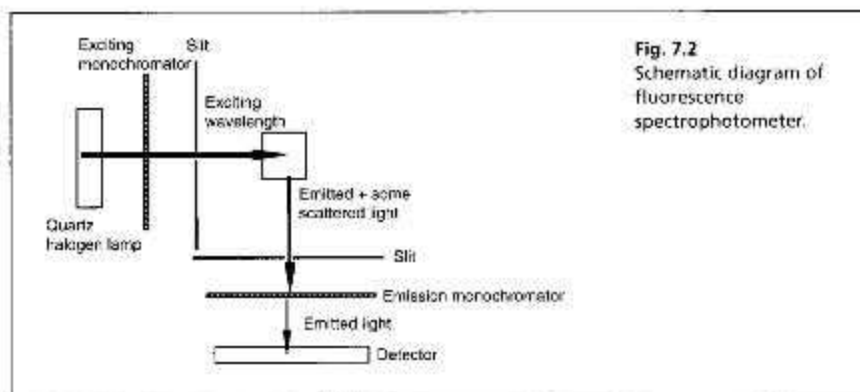 Exciting
monochromator
Slit
Exciting
wavelength
Quartz
halogen lamp
Emitted + some
scattered light
Slit
Emission monochromator
Emitted light
Detector
Fig. 7.2
Schematic diagram of
fluorescence
spectrophotometer.